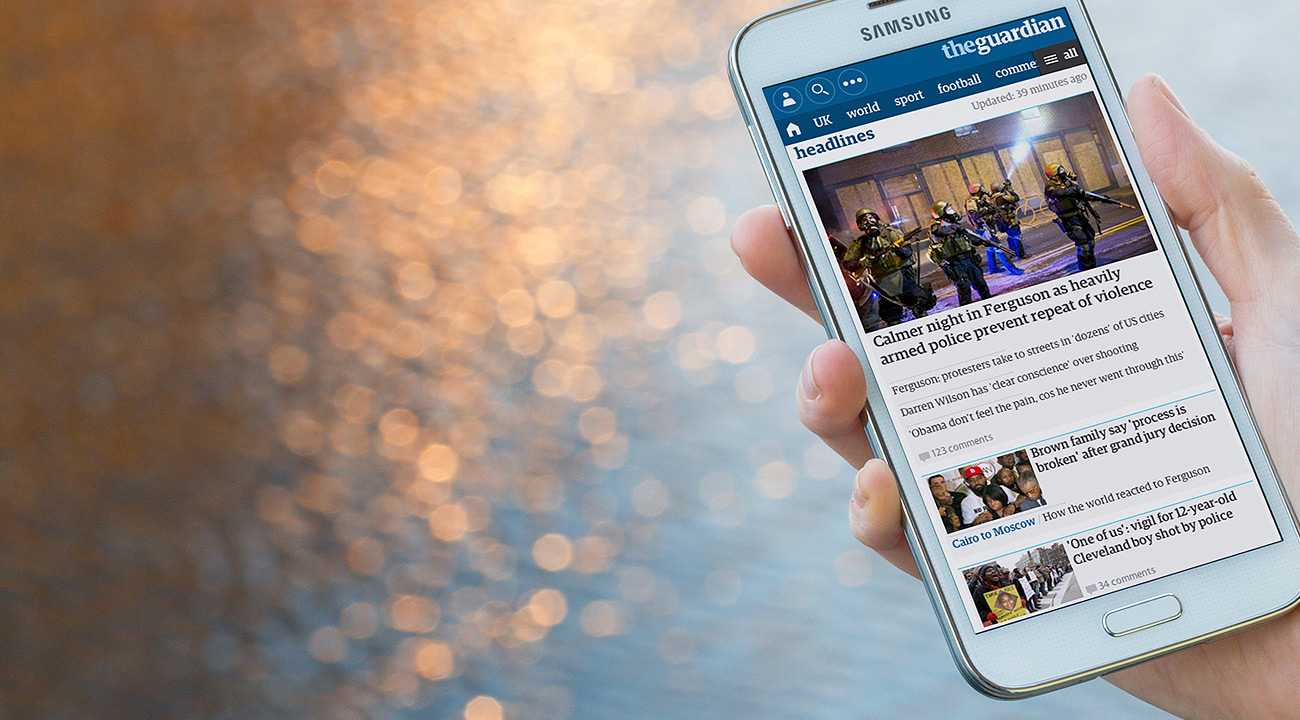 SAMSUNG
theguardian
UK world sport football comme all
Updated: 39 minutes ago
headlines
Calmer night in Ferguson as heavily
armed police prevent repeat of violence
Ferguson: protesters take to streets in 'dozens' of US cities
Darren Wilson has 'clear conscience' over shooting
'Obama don't feel the pain, cos he never went through this'
123 comments
Brown family say 'process is
broken' after grand jury decision
Cairo to Moscow / How the world reacted to Ferguson
'One of us': vigil for 12-year-old
Cleveland boy shot by police
34 comments